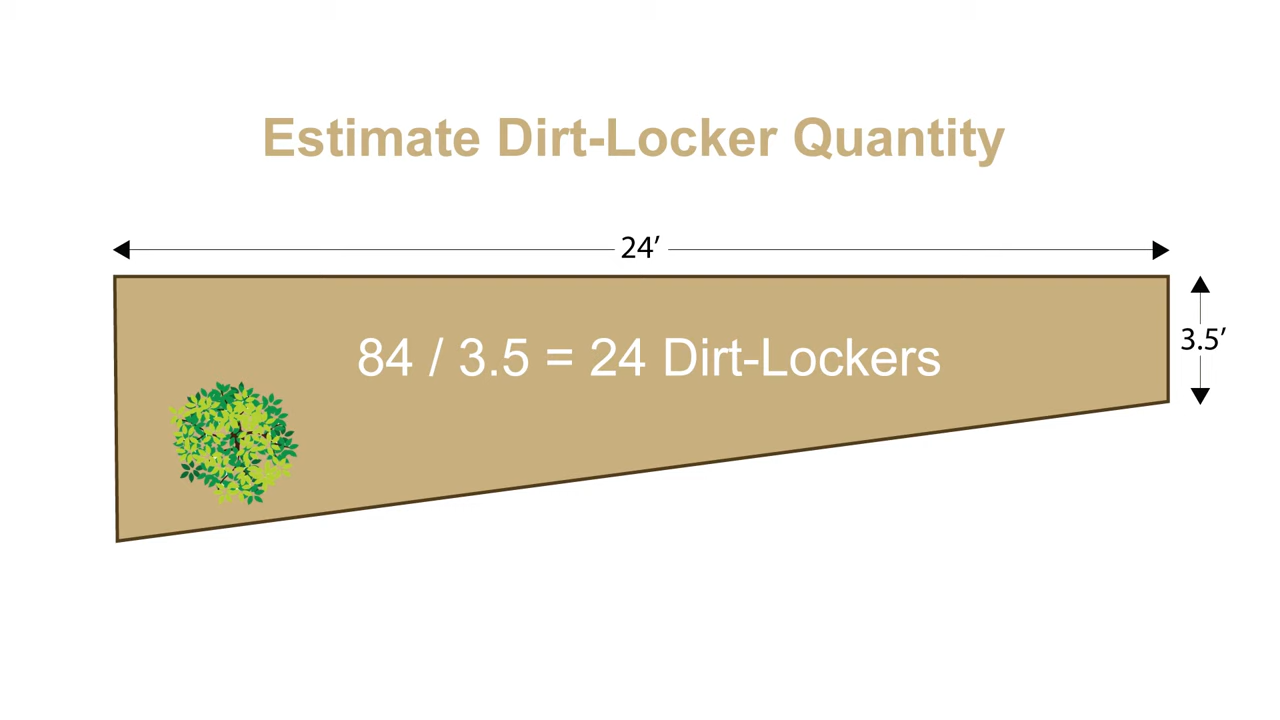 Estimate Dirt-Locker Quantity
24’
84 / 3.5 = 24 Dirt-Lockers
3.5’